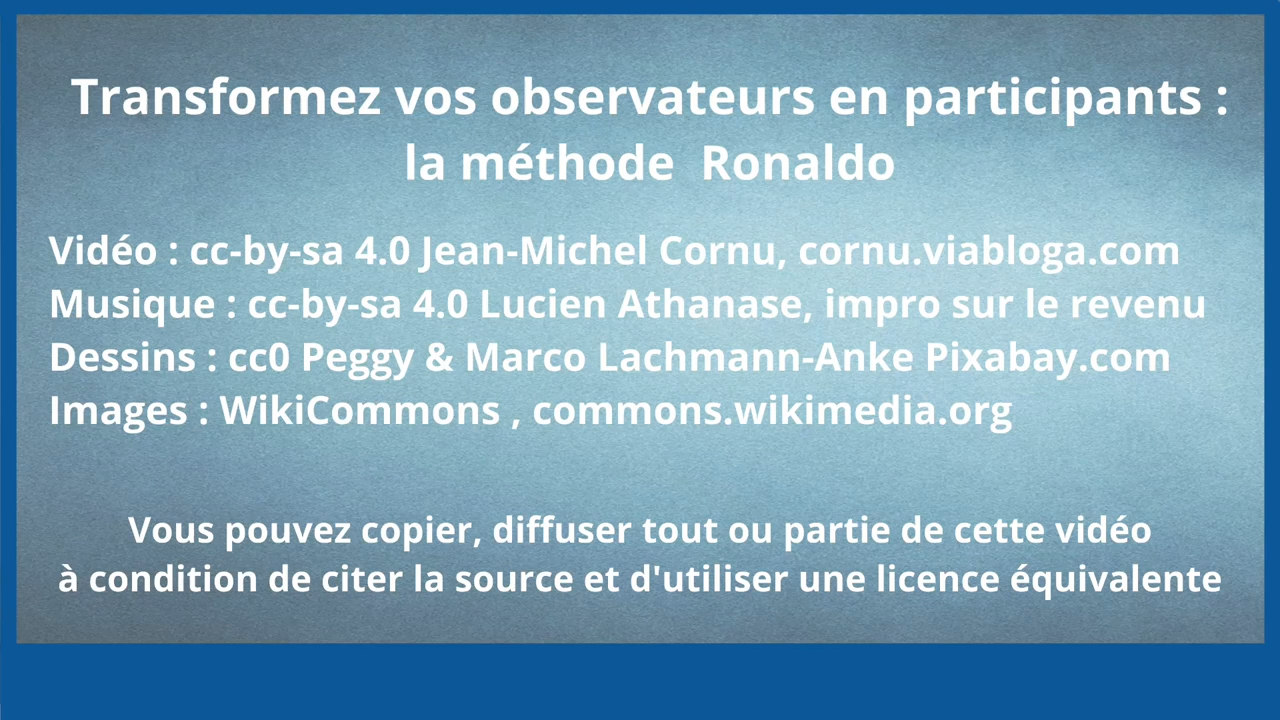 Transformez vos observateurs en participants :
la méthode Ronaldo
Vidéo : cc-by-sa 4.0 Jean-Michel Cornu, cornu.viabloga.com
Musique : cc-by-sa 4.0 Lucien Athanase, impro sur le revenu
Dessins : cc0 Peggy & Marco Lachmann-Anke Pixabay.com
Images : WikiCommons , commons.wikimedia.org
Vous pouvez copier, diffuser tout ou partie de cette vidéo
à condition de citer la source et d'utiliser une licence équivalente